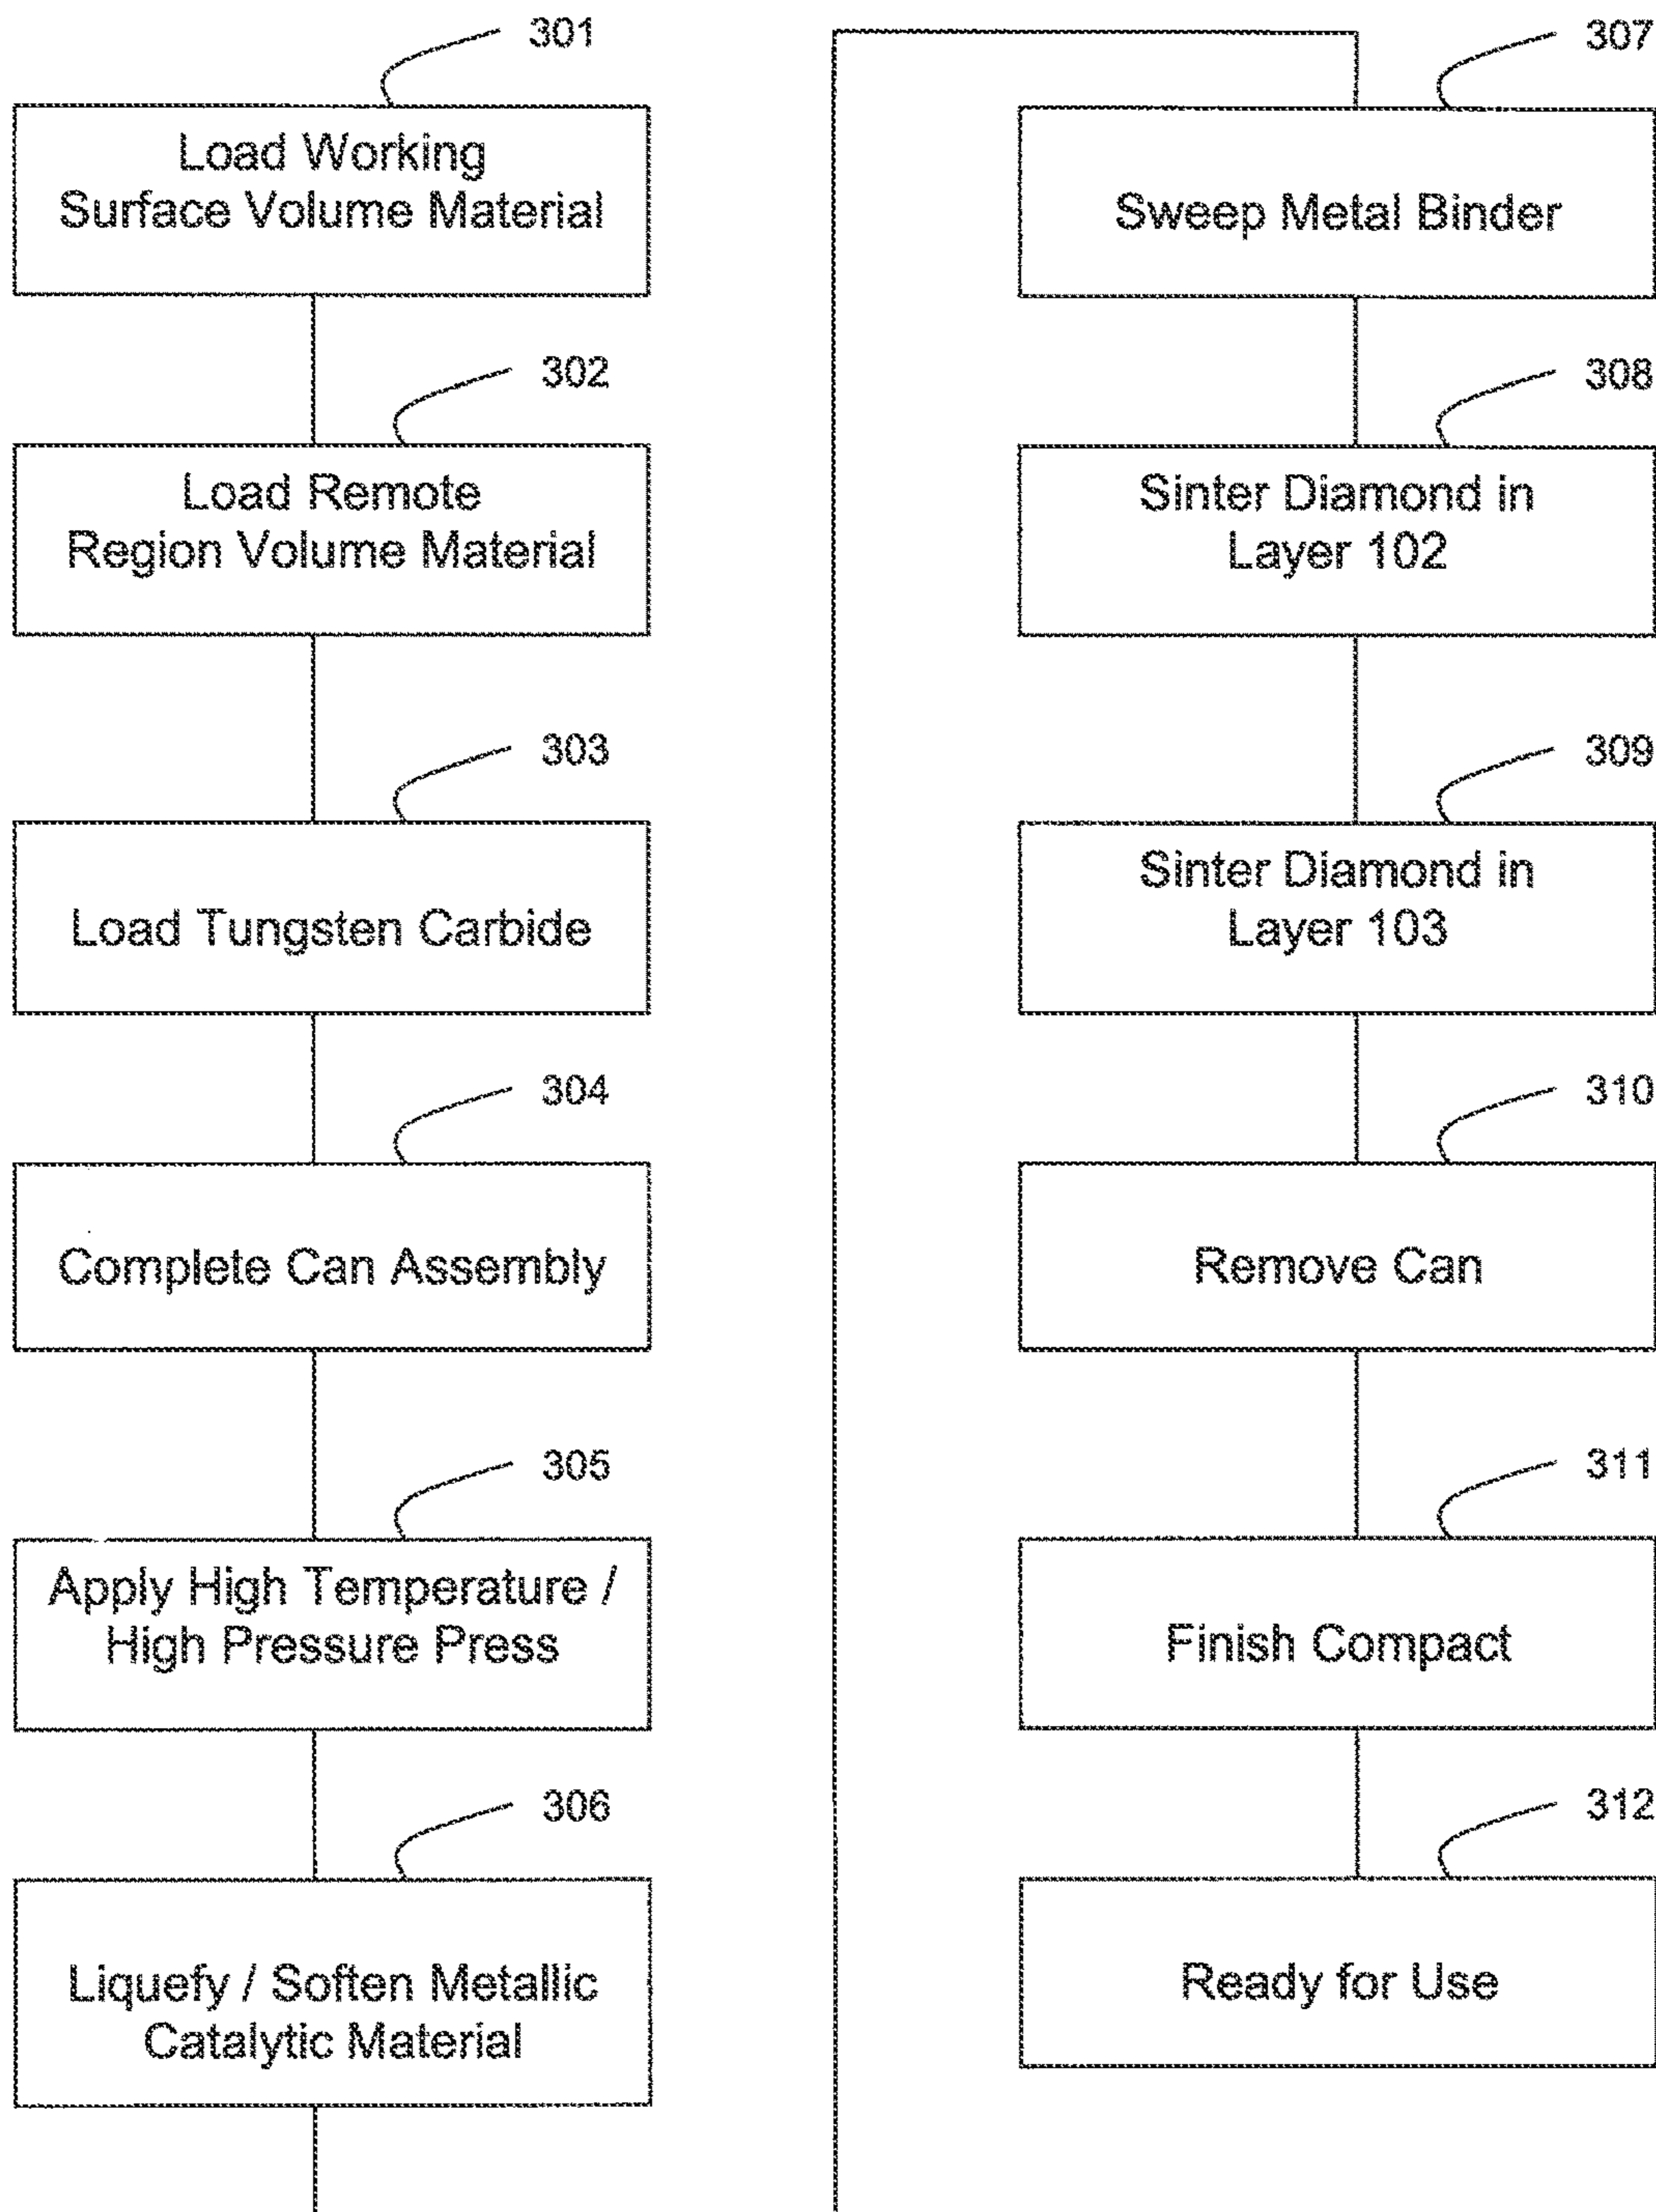 301
Load Working
Surface Volume Material
302
Load Remote
Region Volume Material
303
Load Tungsten Carbide
304
Complete Can Assembly
305
Apply High Temperature /
High Pressure Press
306
Liquefy / Soften Metallic
Catalytic Material
307
Sweep Metal Binder
308
Sinter Diamond in
Layer 102
309
Sinter Diamond in
Layer 103
310
Remove Can
311
Finish Compact
312
Ready for Use